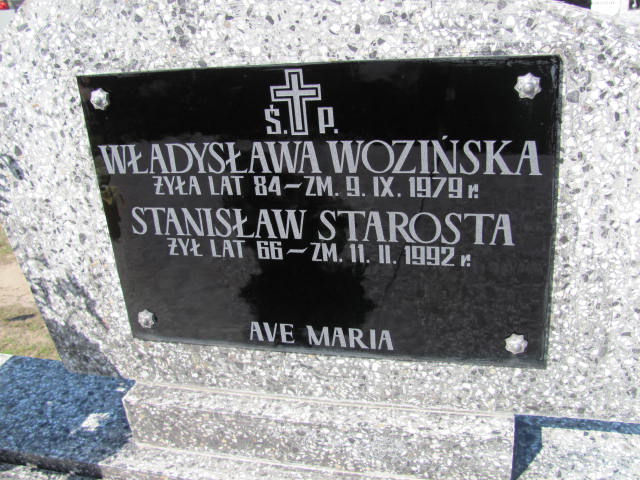 Ś. P.
WŁADYSŁAWA WOZIŃSKA
ŻYŁA LAT 84 – ZM. 9. IX. 1979 r.
STANISŁAW STAROSTA
ŻYŁ LAT 66 – ZM. 11. II. 1992 r.
AVE MARIA